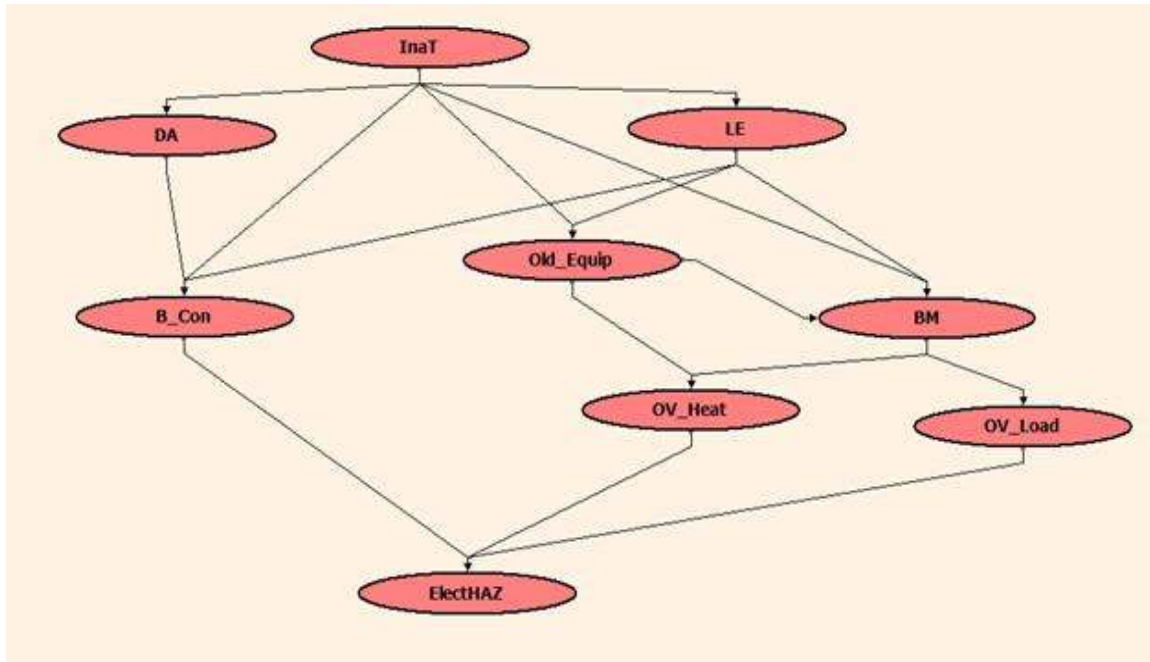 InaT
DA
LE
Old_Equip
B_Con
BM
OV_Heat
OV_Load
ElectHAZ